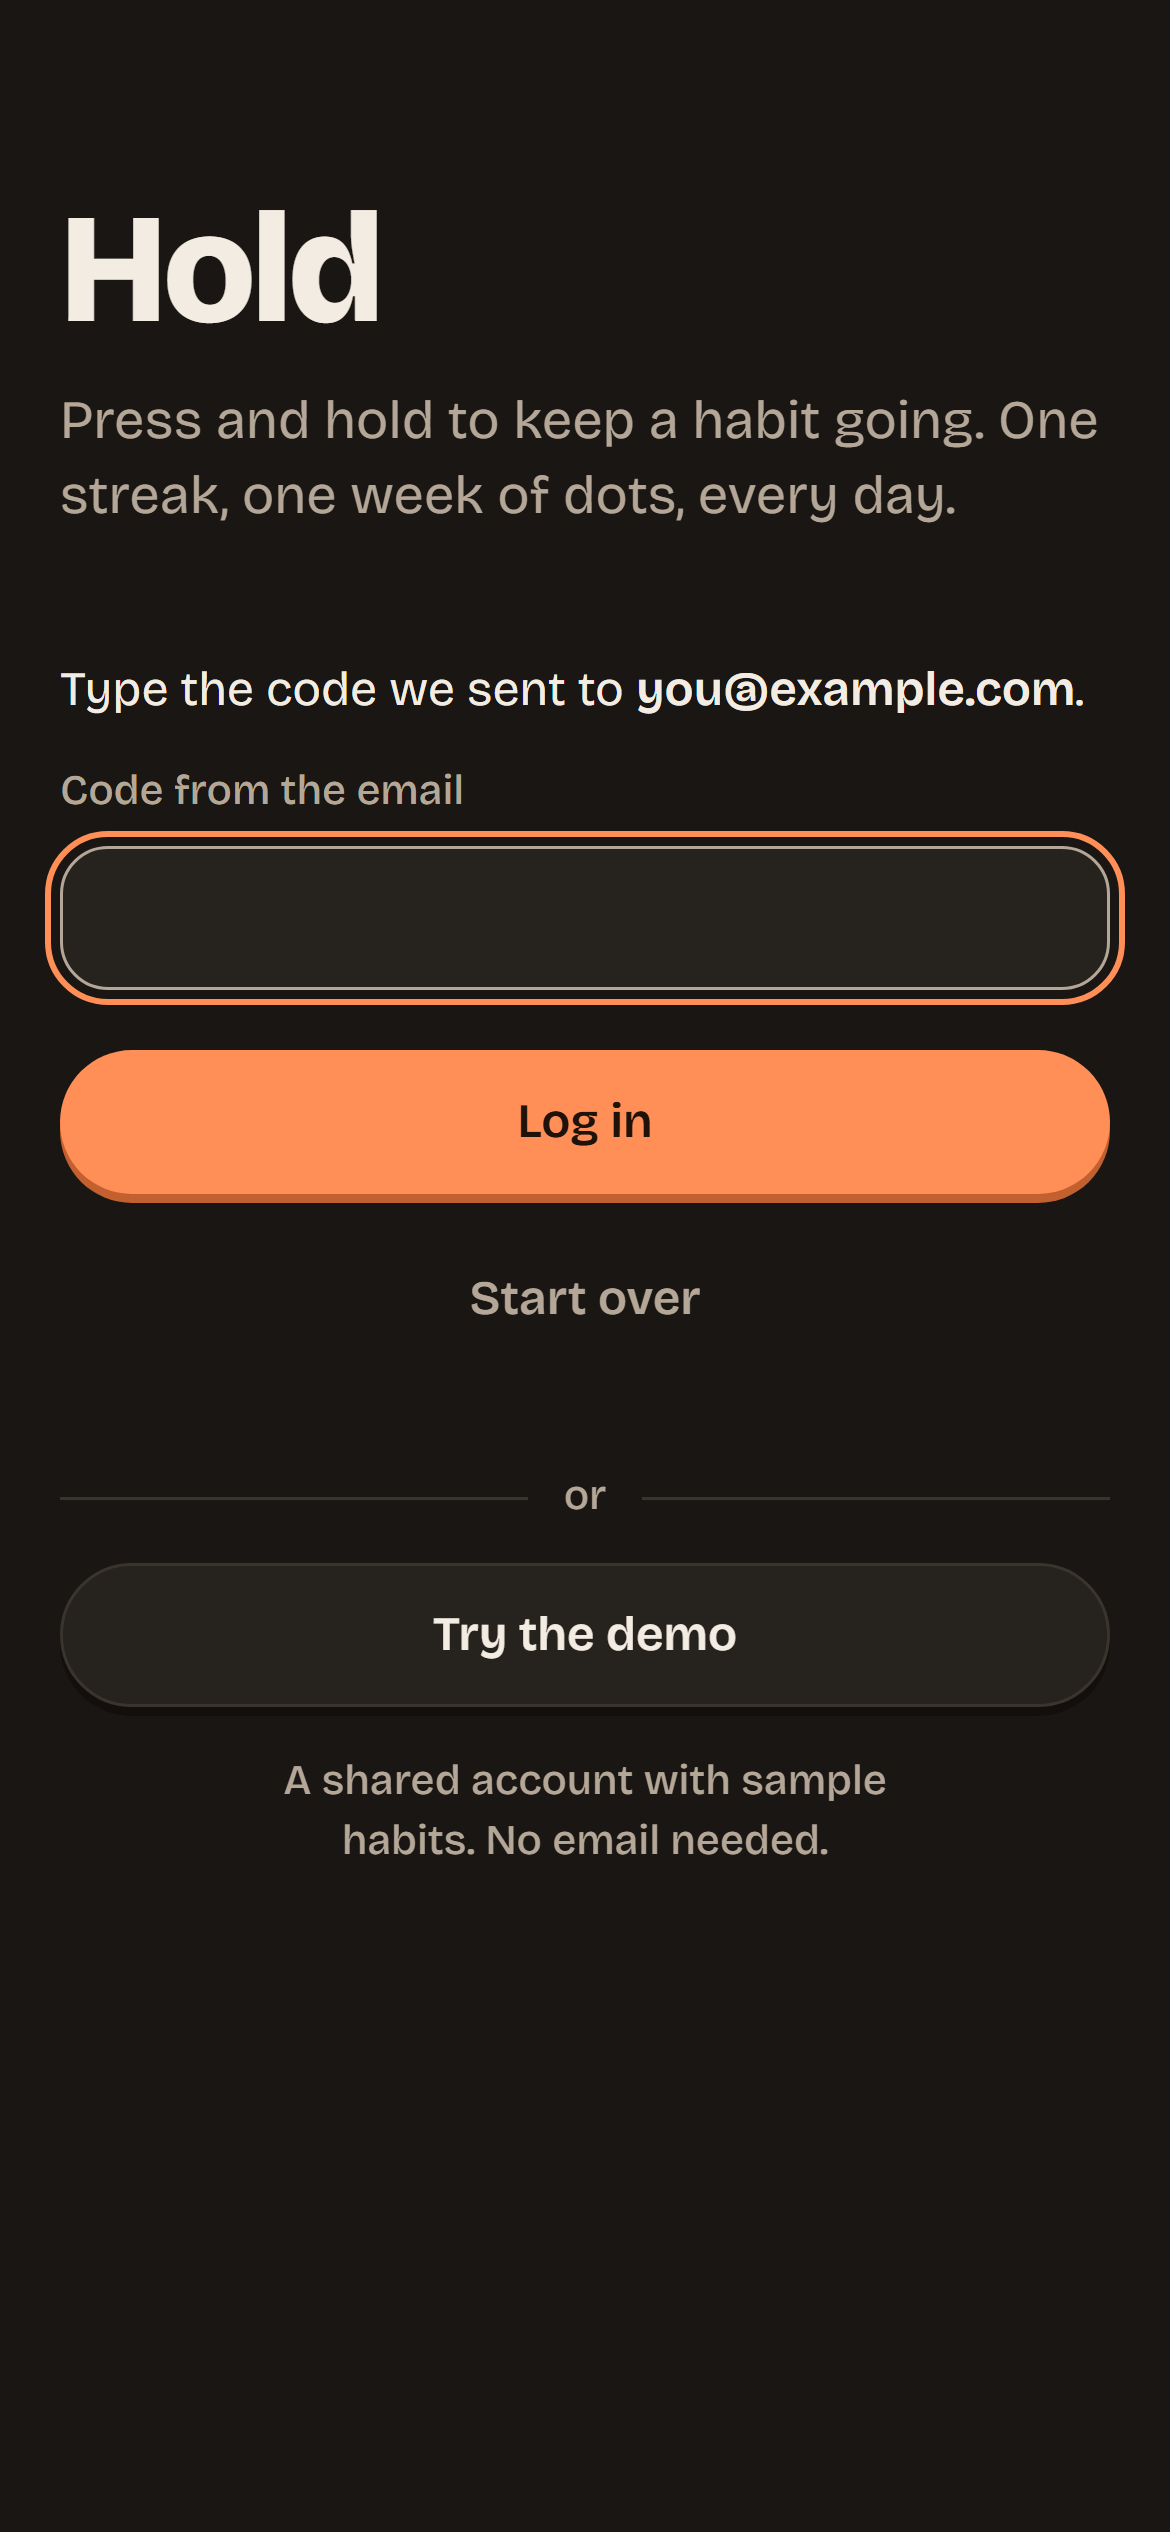 Hold
Press and hold to keep a habit going. One
streak, one week of dots, every day.
Type the code we sent to you@example.com.
Code from the email
Log in
Start over
or
Try the demo
A shared account with sample
habits. No email needed.